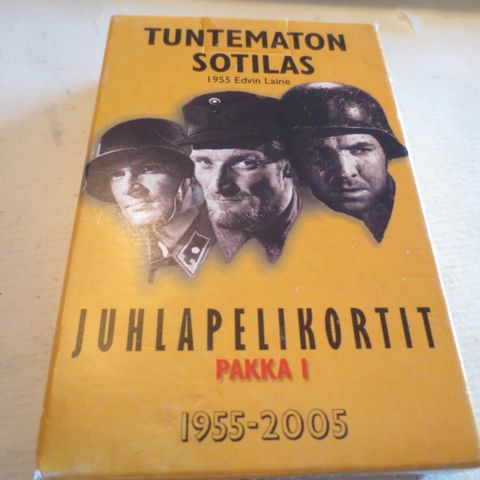 TUNTEMATON
SOTILAS
1955 Edvin Laine
JUHLAPELIKORTIT
PAKKA I
1955-2005